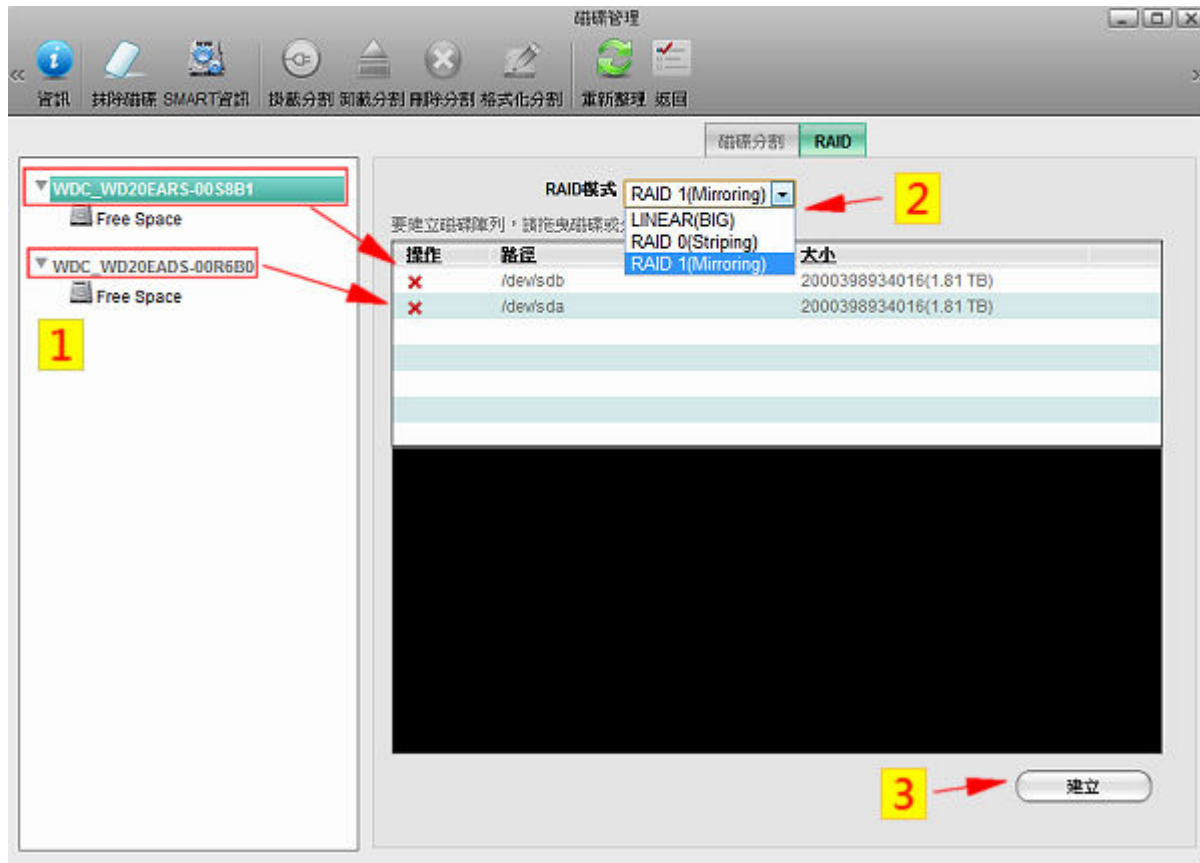 磁碟管理
資訊 抹除磁碟 SMART資訊 掛載分割 卸載分割 刪除分割 格式化分割 重新整理 返回
磁碟分割 RAID
WDC_WD20EARS-00S8B1
Free Space
WDC_WD20EADS-00R6B0
Free Space
1
RAID模式 RAID 1(Mirroring)
2
LINEAR(BIG)
RAID 0(Striping)
RAID 1(Mirroring)
要建立磁碟陣列，請拖曳磁碟或
操作 路徑 大小
/dev/sdb 2000398934016(1.81 TB)
/dev/sda 2000398934016(1.81 TB)
3
建立